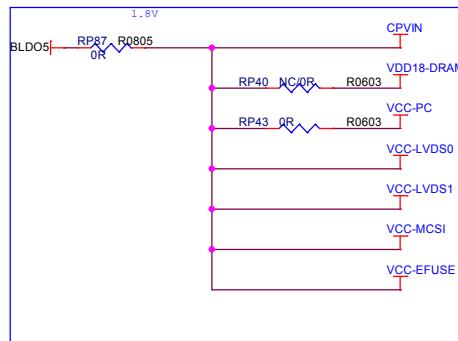 1.8V
CPVIN
BLDO5 RP87 R0805
0R
VDD18-DRAM
RP40 NC/0R R0603
VCC-PC
RP43 0R R0603
VCC-LVDS0
VCC-LVDS1
VCC-MCSI
VCC-EFUSE